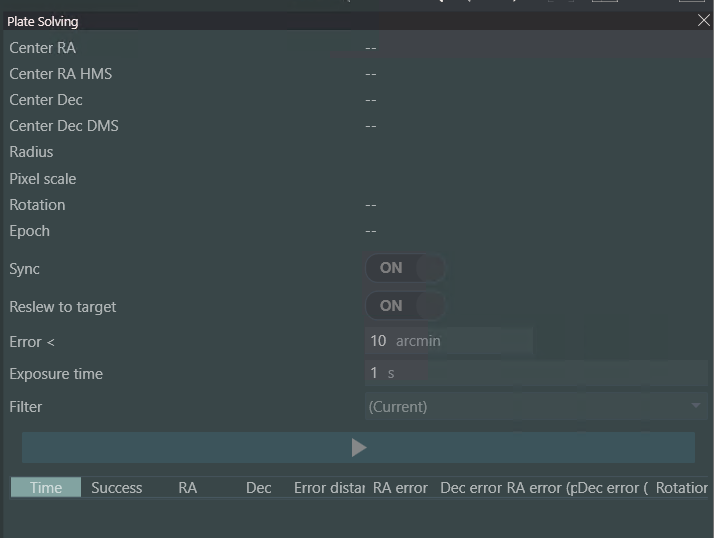 Plate Solving
Center RA --
Center RA HMS --
Center Dec --
Center Dec DMS --
Radius
Pixel scale
Rotation --
Epoch --
Sync ON
Reslew to target ON
Error < 10 arcmin
Exposure time 1 s
Filter (Current)
Time Success RA Dec Error distar RA error Dec error RA error (p Dec error ( Rotation